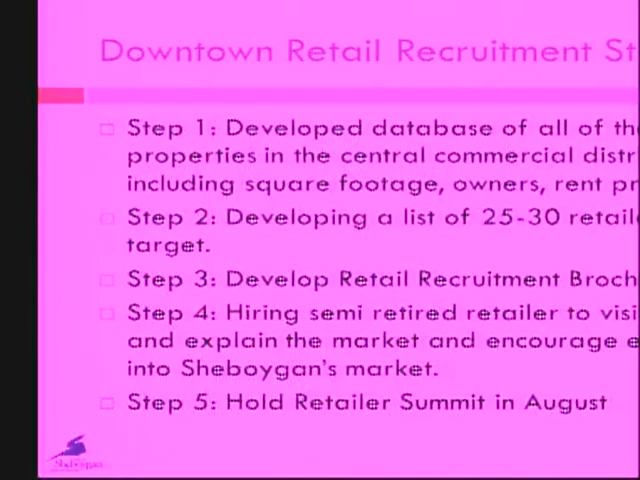 Downtown Retail Recruitment St
Step 1: Developed database of all of th
properties in the central commercial distr
including square footage, owners, rent pr
Step 2: Developing a list of 25-30 retail
target.
Step 3: Develop Retail Recruitment Broch
Step 4: Hiring semi retired retailer to visi
and explain the market and encourage e
into Sheboygan's market.
Step 5: Hold Retailer Summit in August
Sheboygan